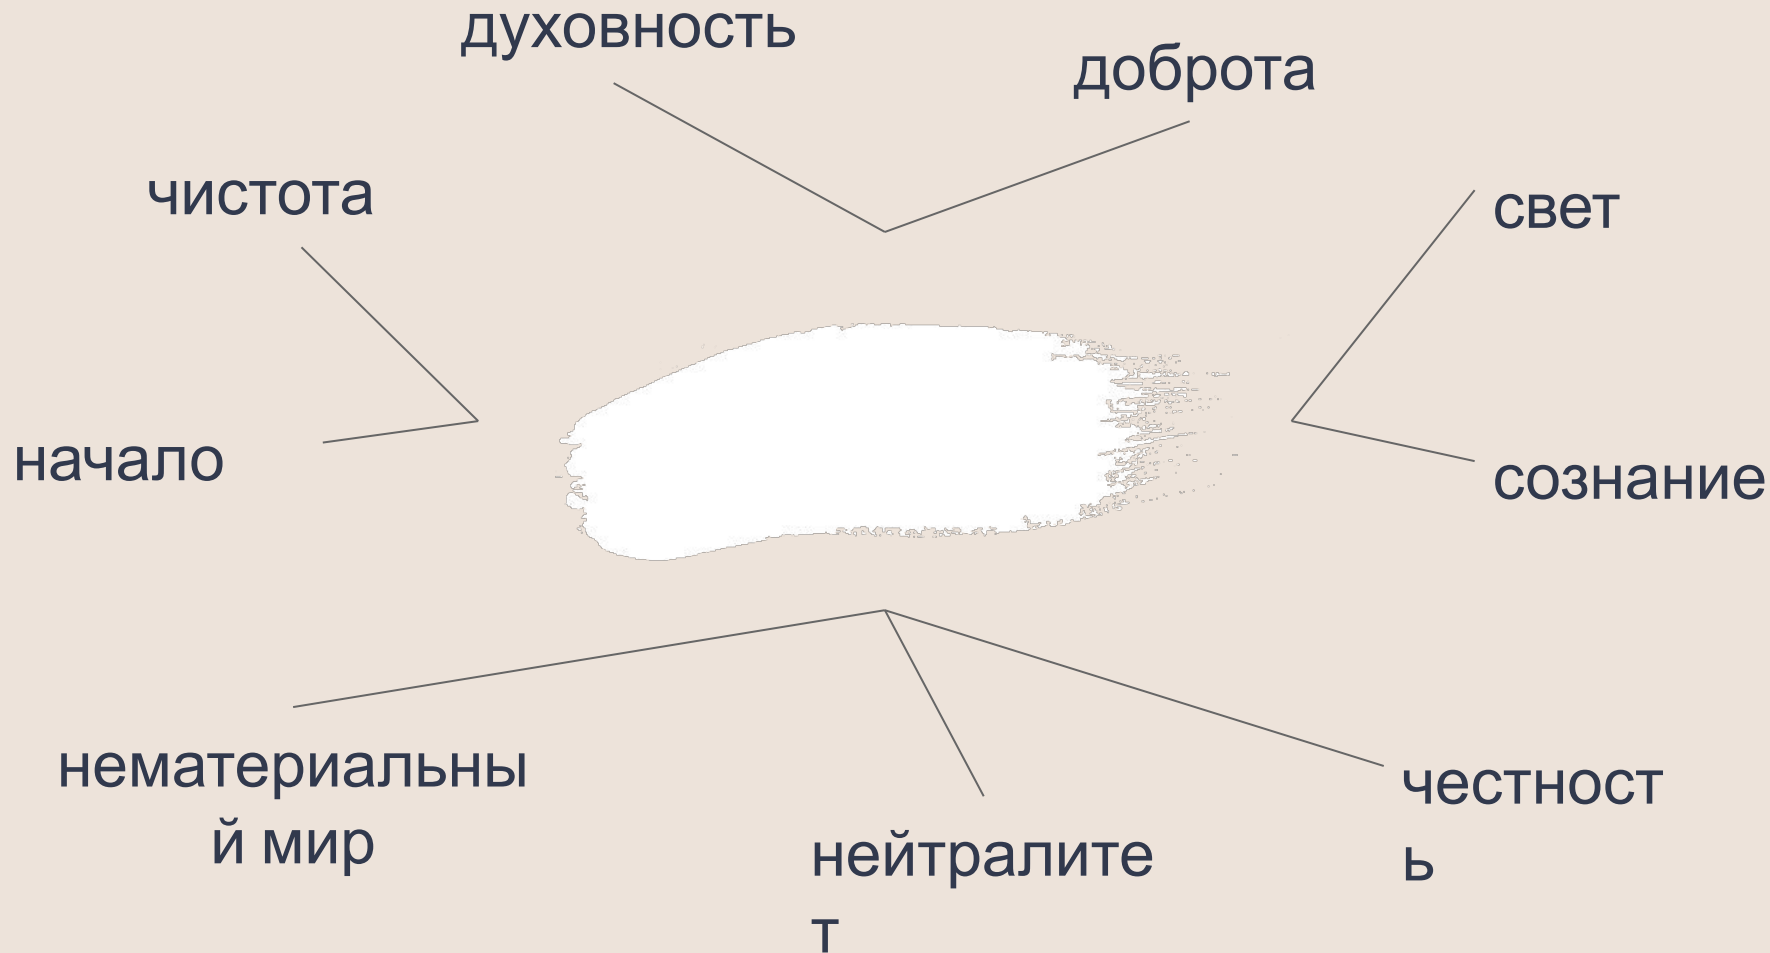 духовность
доброта
чистота
свет
начало
сознание
нематериальны
й мир
честност
ь
нейтралите
т